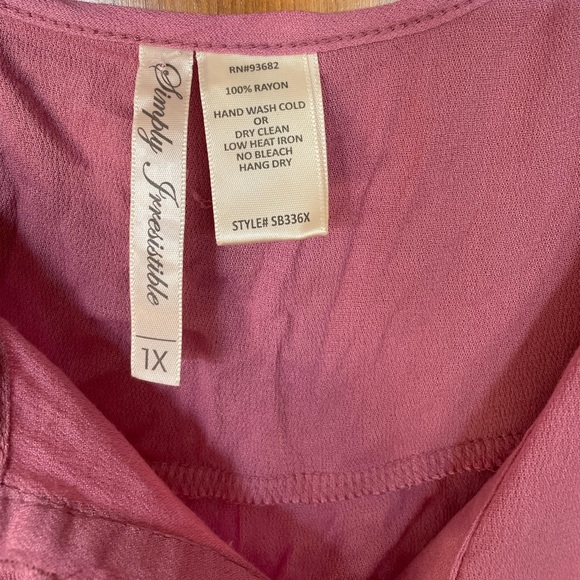 Simply Irresistible
1X
RN#93682
100% RAYON
HAND WASH COLD
OR
DRY CLEAN
LOW HEAT IRON
NO BLEACH
HANG DRY
STYLE# SB336X